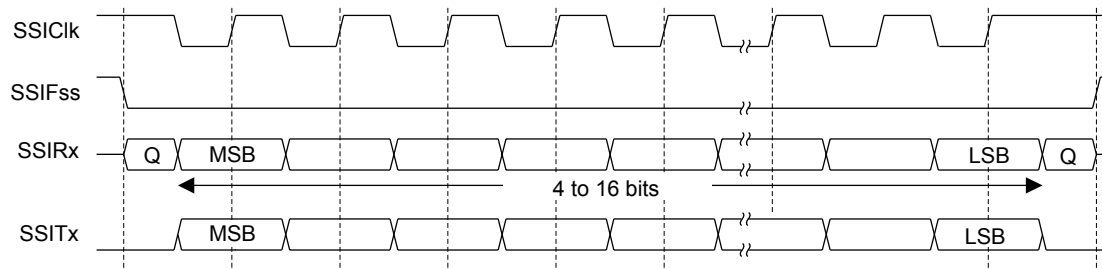 SSIClk
SSIFss
SSIRx Q MSB LSB Q
4 to 16 bits
SSITx MSB LSB